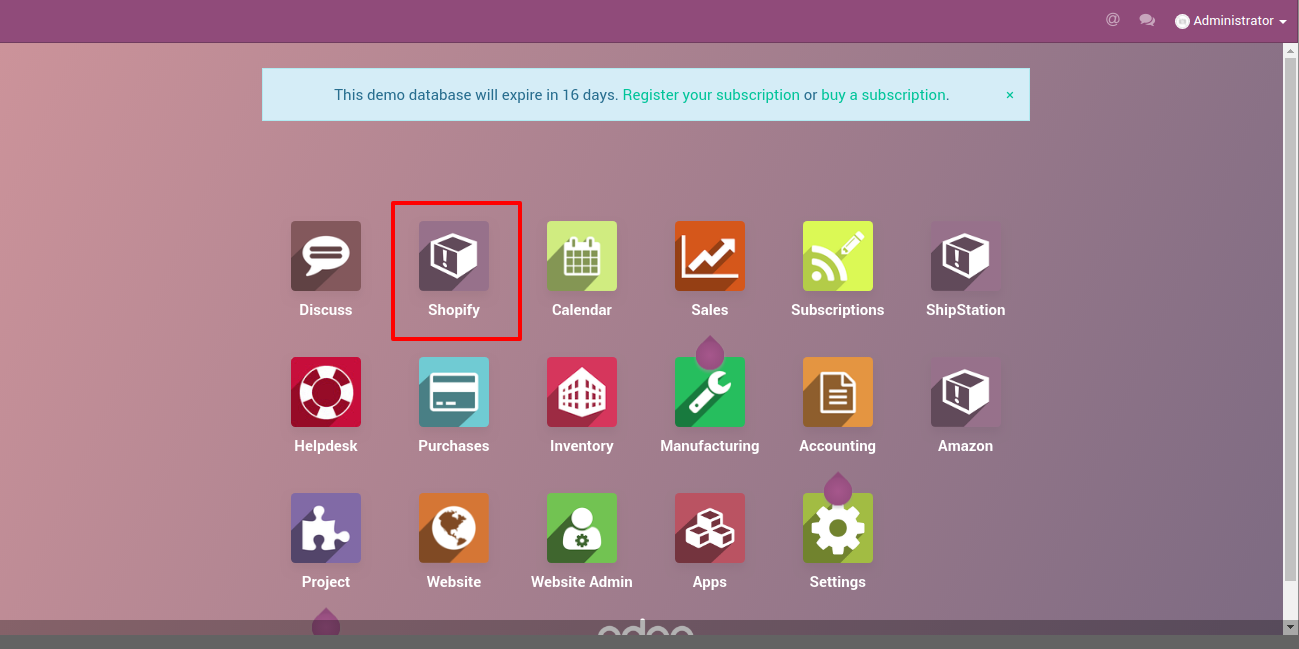 @ Administrator
This demo database will expire in 16 days. Register your subscription or buy a subscription. ×
Discuss Shopify Calendar Sales Subscriptions ShipStation
Helpdesk Purchases Inventory Manufacturing Accounting Amazon
Project Website Website Admin Apps Settings
odoo